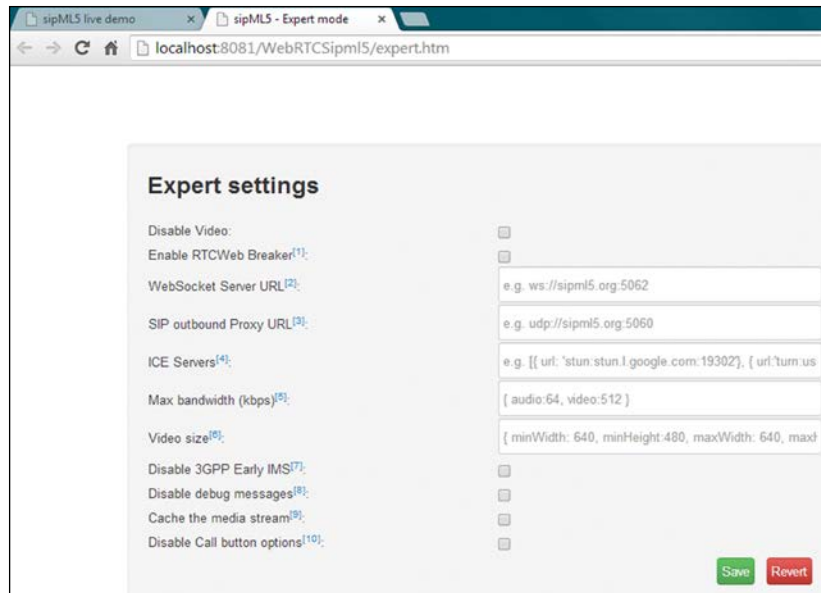 sipML5 live demo
sipML5 - Expert mode
localhost:8081/WebRTCSipml5/expert.htm
Expert settings
Disable Video:
Enable RTCWeb Breaker[1]:
WebSocket Server URL[2]: e.g. ws://sipml5.org:5062
SIP outbound Proxy URL[3]: e.g. udp://sipml5.org:5060
ICE Servers[4]: e.g. [{ url: 'stun:stun.l.google.com:19302'}, { url:'turn:us
Max bandwidth (kbps)[5]: { audio:64, video:512 }
Video size[6]: { minWidth: 640, minHeight:480, maxWidth: 640, maxH
Disable 3GPP Early IMS[7]:
Disable debug messages[8]:
Cache the media stream[9]:
Disable Call button options[10]:
Save Revert